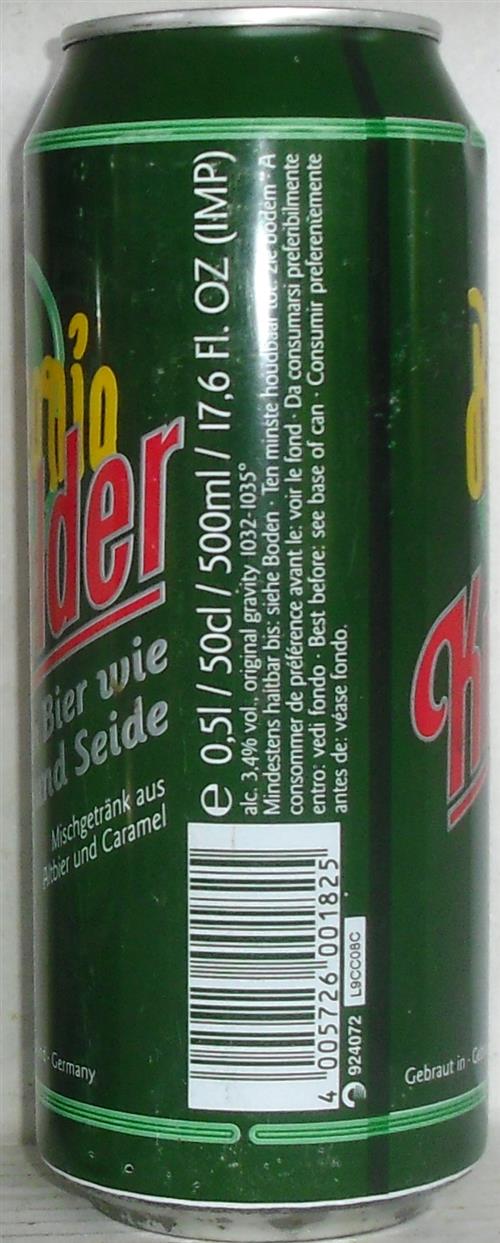 Bier wie
Seide
Mischgetränk aus
Altbier und Caramel
Germany
e 0,5l / 50cl / 500ml / 17,6 Fl. OZ (IMP)
alc. 3,4% vol., original gravity 1032-1035°
Mindestens haltbar bis: siehe Boden · Ten minste houdbaar tot: zie bodem · A
consommer de préférence avant le: voir le fond · Da consumarsi preferibilmente
entro: vedi fondo · Best before: see base of can · Consumir preferentemente
antes de: véase fondo.
4 005726 001825
924072 L9CC08C
Gebraut in